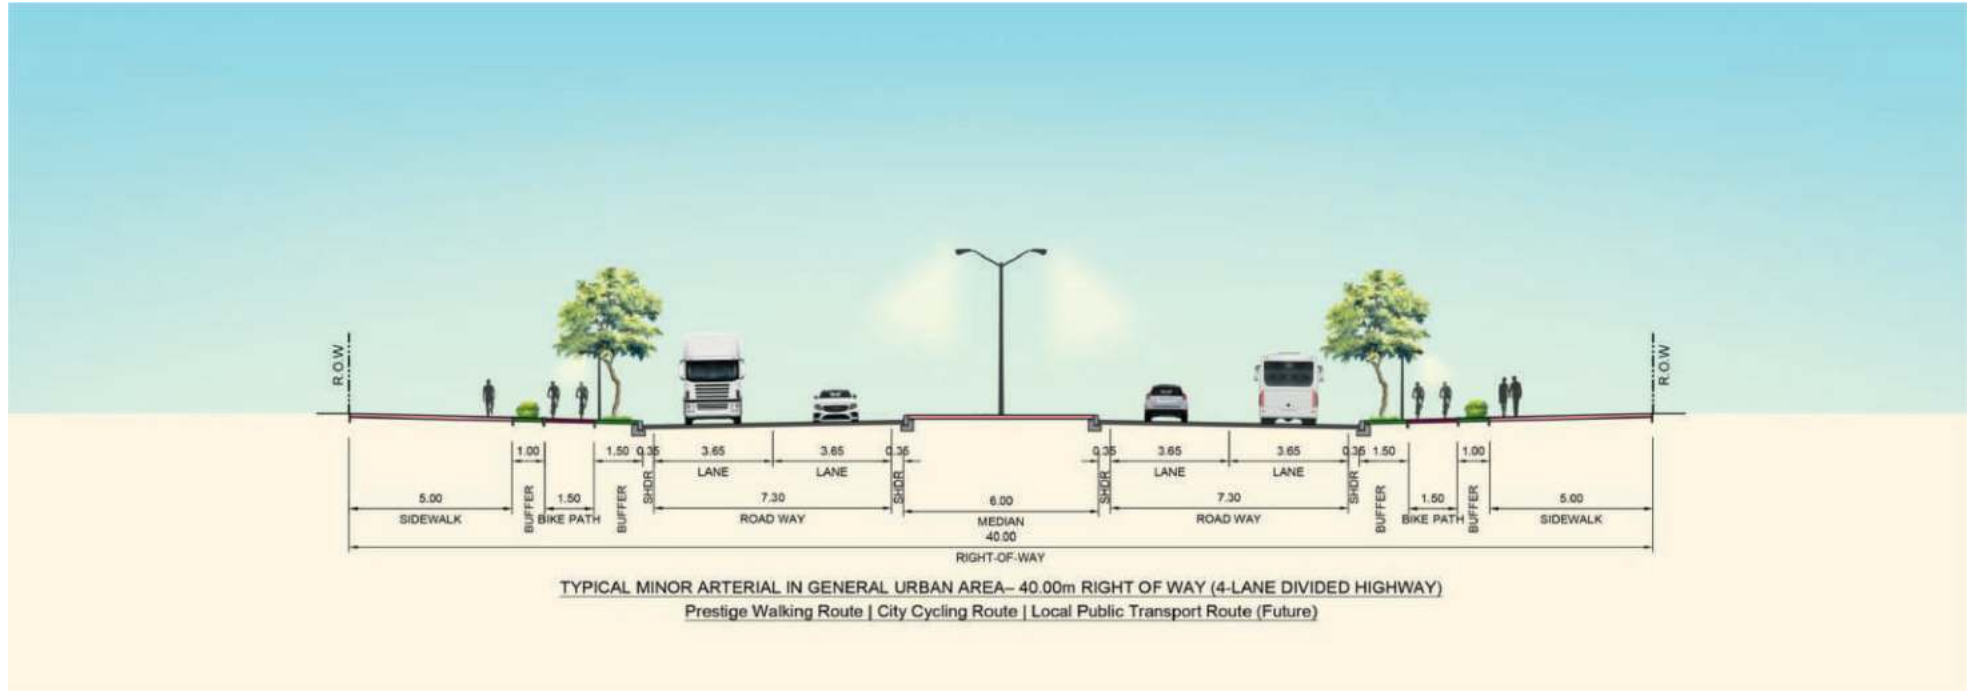 R.O.W
R.O.W
1.00 1.50 0.35 3.65 3.65 0.35 0.35 3.65 3.65 0.35 1.50 1.00
LANE LANE LANE LANE
SHDR SHDR SHDR SHDR
5.00 1.50 7.30 6.00 7.30 1.50 5.00
SIDEWALK BUFFER BIKE PATH BUFFER ROAD WAY MEDIAN ROAD WAY BUFFER BIKE PATH BUFFER SIDEWALK
40.00
RIGHT-OF-WAY
TYPICAL MINOR ARTERIAL IN GENERAL URBAN AREA– 40.00m RIGHT OF WAY (4-LANE DIVIDED HIGHWAY)
Prestige Walking Route | City Cycling Route | Local Public Transport Route (Future)